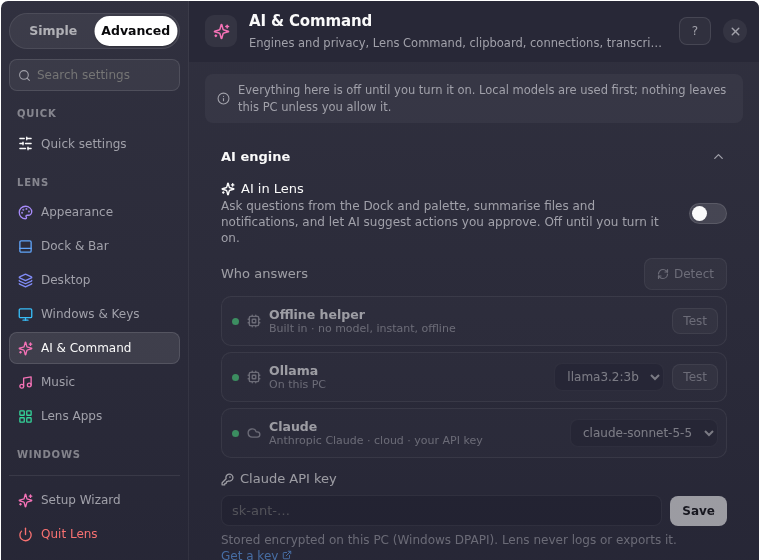 Simple
Advanced
Search settings
QUICK
Quick settings
LENS
Appearance
Dock & Bar
Desktop
Windows & Keys
AI & Command
Music
Lens Apps
WINDOWS
Setup Wizard
Quit Lens
AI & Command
Engines and privacy, Lens Command, clipboard, connections, transcri...
?
Everything here is off until you turn it on. Local models are used first; nothing leaves
this PC unless you allow it.
AI engine
AI in Lens
Ask questions from the Dock and palette, summarise files and
notifications, and let AI suggest actions you approve. Off until you turn it
on.
Who answers
Detect
Offline helper
Built in · no model, instant, offline
Test
Ollama
On this PC
llama3.2:3b
Test
Claude
Anthropic Claude · cloud · your API key
claude-sonnet-5-5
Claude API key
sk-ant-...
Save
Stored encrypted on this PC (Windows DPAPI). Lens never logs or exports it.
Get a key